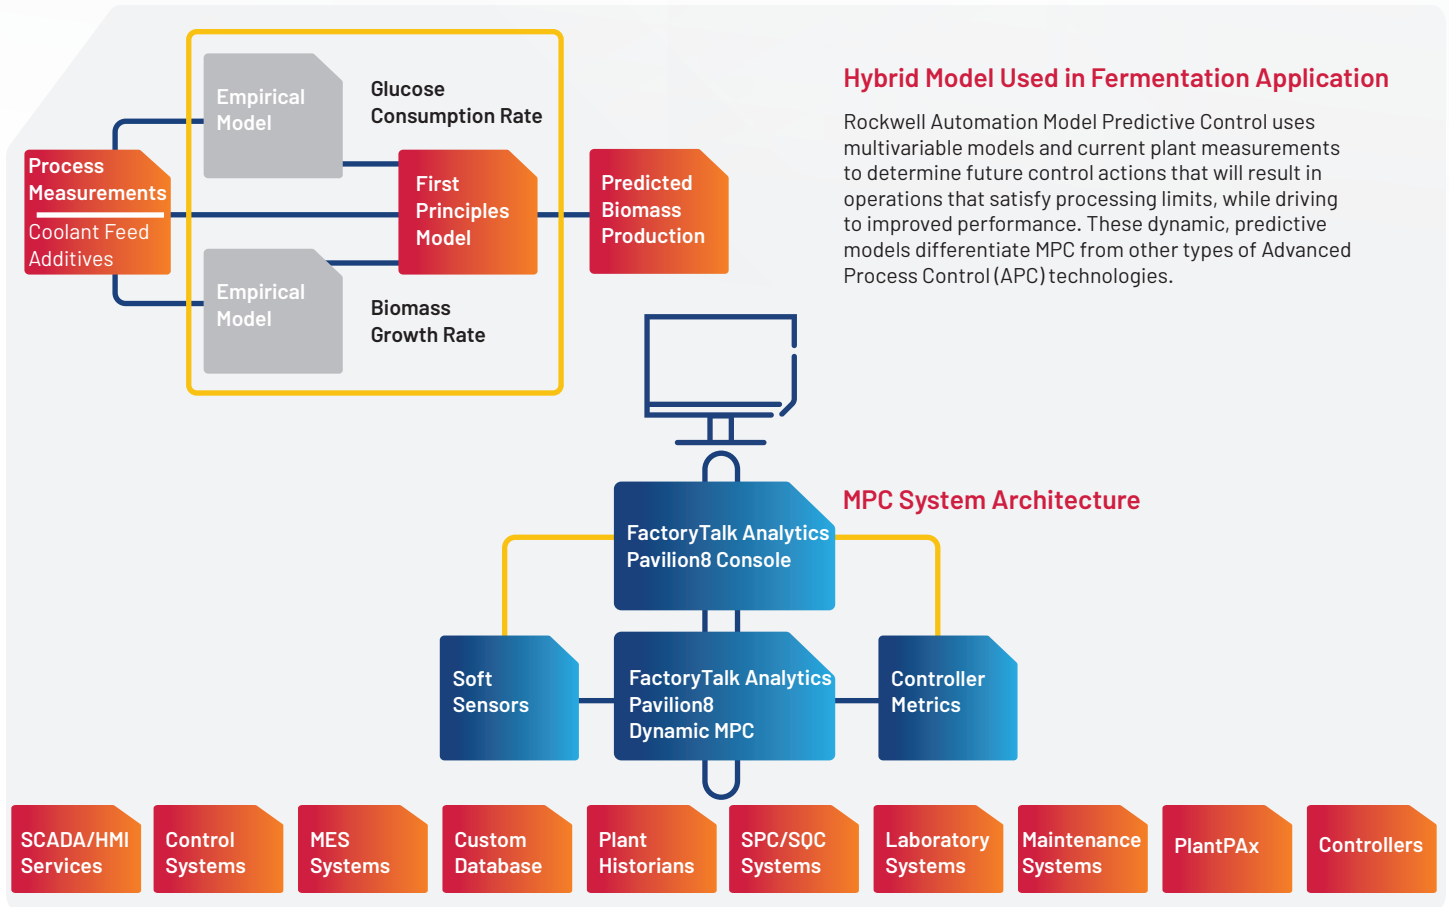 Empirical
Model
Glucose
Consumption Rate
Process
Measurements
Coolant Feed
Additives
First
Principles
Model
Predicted
Biomass
Production
Empirical
Model
Biomass
Growth Rate
Hybrid Model Used in Fermentation Application
Rockwell Automation Model Predictive Control uses
multivariable models and current plant measurements
to determine future control actions that will result in
operations that satisfy processing limits, while driving
to improved performance. These dynamic, predictive
models differentiate MPC from other types of Advanced
Process Control (APC) technologies.
MPC System Architecture
FactoryTalk Analytics
Pavilion8 Console
Soft
Sensors
FactoryTalk Analytics
Pavilion8
Dynamic MPC
Controller
Metrics
SCADA/HMI
Services
Control
Systems
MES
Systems
Custom
Database
Plant
Historians
SPC/SQC
Systems
Laboratory
Systems
Maintenance
Systems
PlantPAx
Controllers